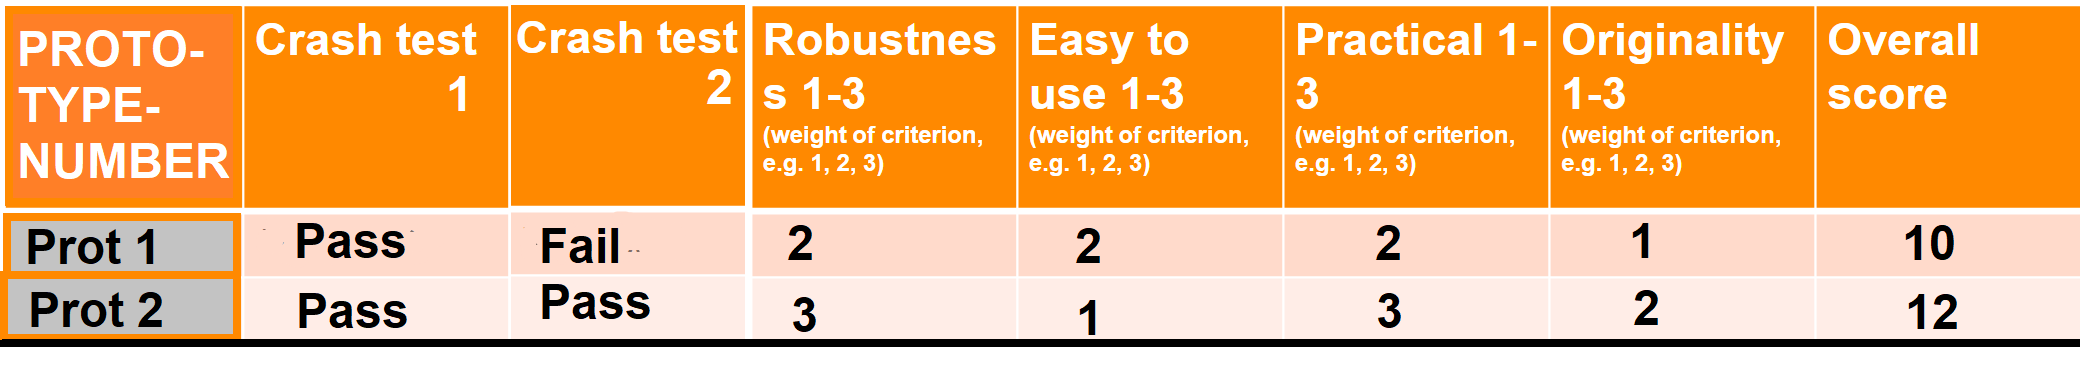 PROTO-
TYPE-
NUMBER
Crash test
1
Crash test
2
Robustnes
s 1-3
(weight of criterion,
e.g. 1, 2, 3)
Easy to
use 1-3
(weight of criterion,
e.g. 1, 2, 3)
Practical 1-
3
(weight of criterion,
e.g. 1, 2, 3)
Originality
1-3
(weight of criterion,
e.g. 1, 2, 3)
Overall
score
Prot 1 Pass Fail 2 2 2 1 10
Prot 2 Pass Pass 3 1 3 2 12